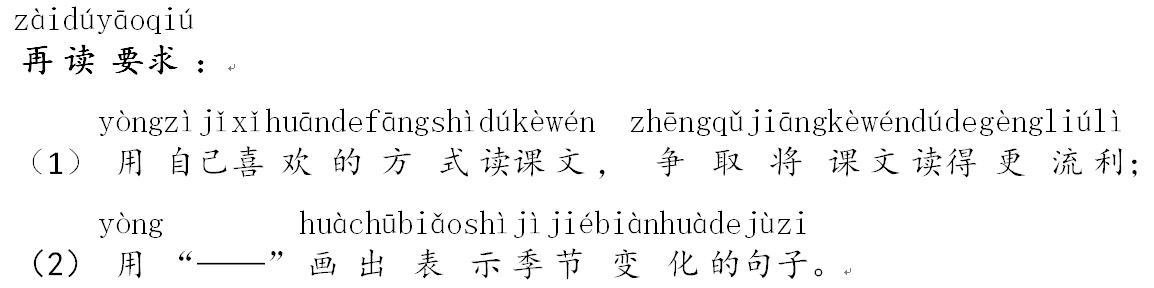 zàidúyāoqiú
再读要求：
yòngzìjǐxǐhuāndefāngshìdúkèwén zhēngqǔjiāngkèwéndúdegèngliúlì
（1）用自己喜欢的方式读课文，争取将课文读得更流利；
yòng huàchūbiǎoshìjìjiébiànhuàdejùzi
（2）用“——”画出表示季节变化的句子。